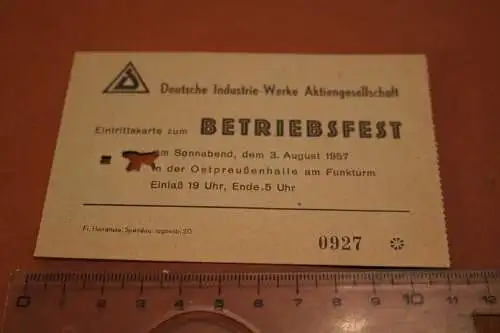 Deutsche Industrie-Werke Aktiengesellschaft
Eintrittskarte zum BETRIEBSFEST
am Sonnabend, dem 3. August 1957
in der Ostpreußenhalle am Funkturm
Einlaß 19 Uhr, Ende 5 Uhr
Spandau
0927
0 1 2 3 4 5 6 7 8 9 10 11 12